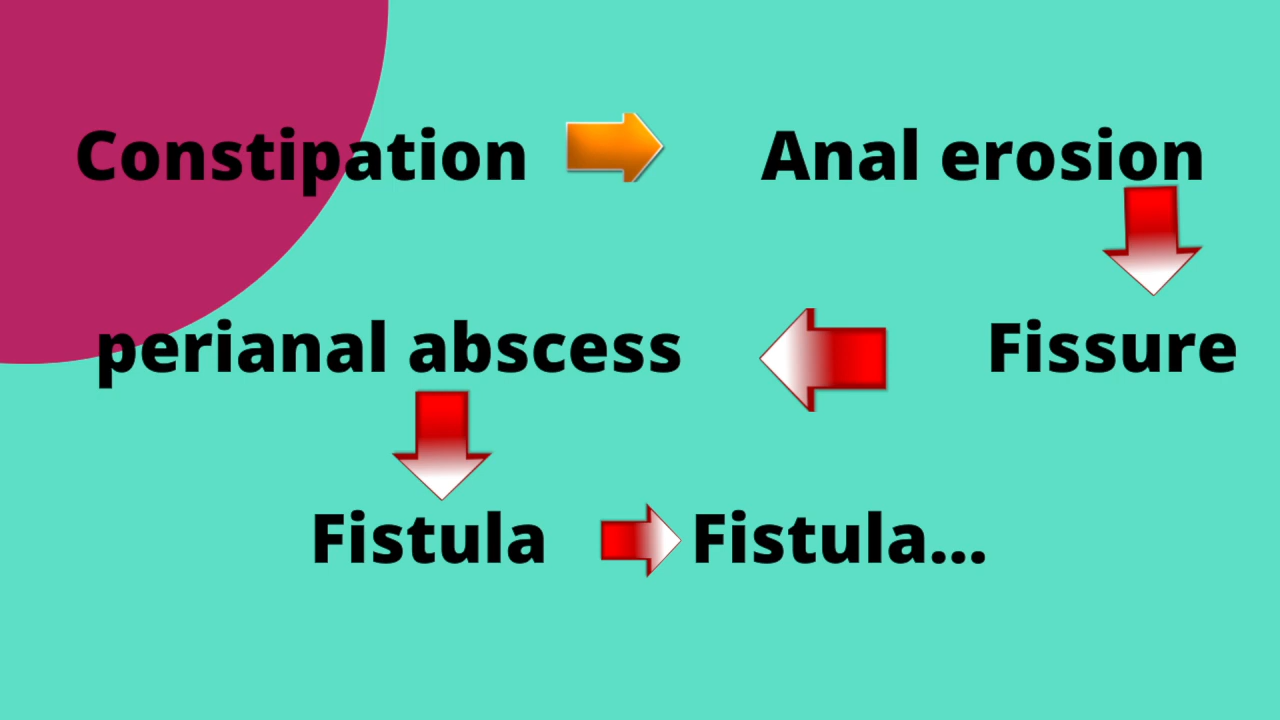 Constipation
Anal erosion
Fissure
perianal abscess
Fistula
Fistula...